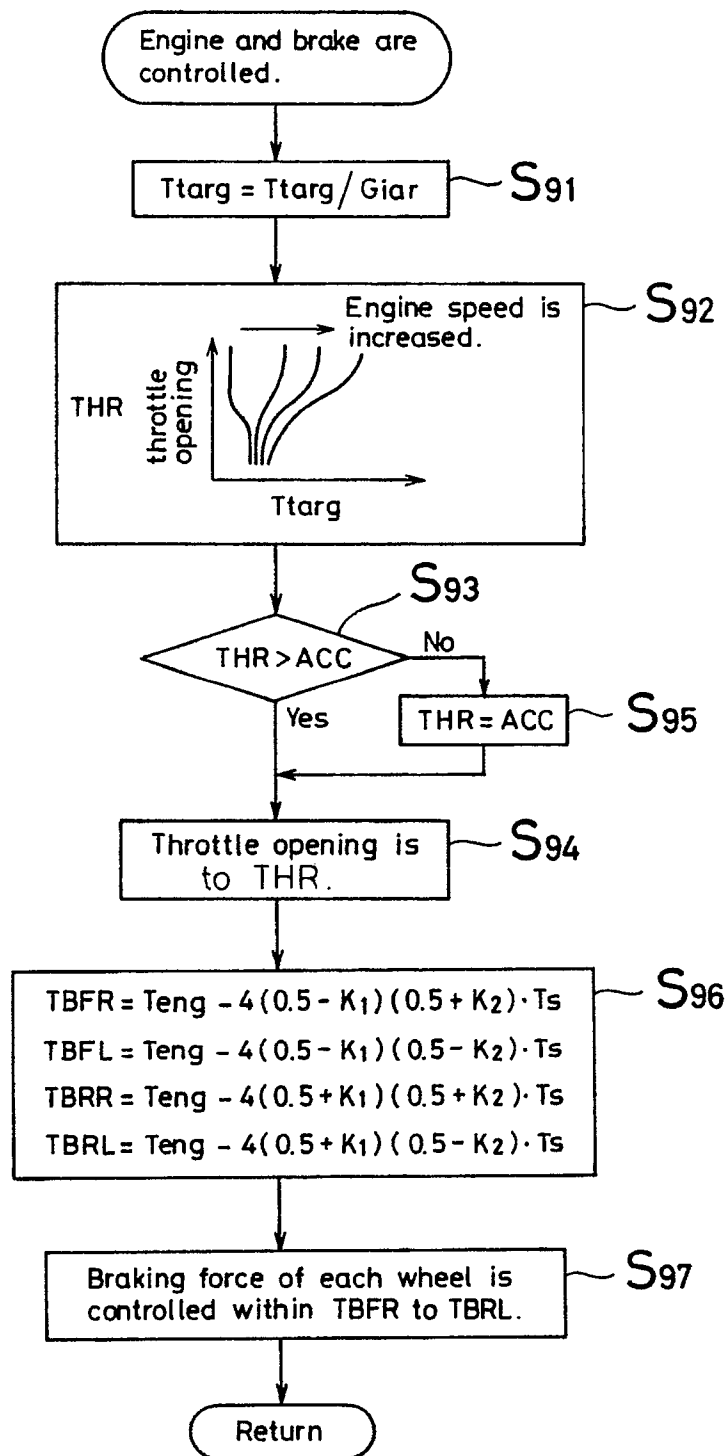 Engine and brake are
controlled.
Ttarg = Ttarg / Giar
S91
S92
Engine speed is
increased.
THR
throttle
opening
Ttarg
S93
THR > ACC
No
Yes
THR = ACC
S95
Throttle opening is
to THR.
S94
TBFR = Teng - 4(0.5 - K1)(0.5 + K2)·Ts
TBFL = Teng - 4(0.5 - K1)(0.5 - K2)·Ts
TBRR = Teng - 4(0.5 + K1)(0.5 + K2)·Ts
TBRL = Teng - 4(0.5 + K1)(0.5 - K2)·Ts
S96
Braking force of each wheel is
controlled within TBFR to TBRL.
S97
Return